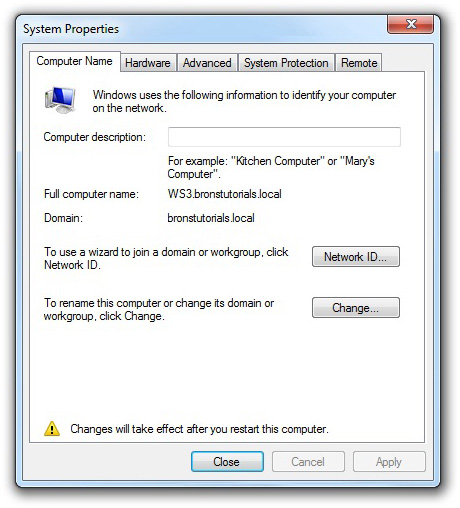 System Properties
Computer Name Hardware Advanced System Protection Remote
Windows uses the following information to identify your computer
on the network.
Computer description:
For example: "Kitchen Computer" or "Mary's
Computer".
Full computer name: WS3.bronstutorials.local
Domain: bronstutorials.local
To use a wizard to join a domain or workgroup, click
Network ID.
Network ID...
To rename this computer or change its domain or
workgroup, click Change.
Change...
Changes will take effect after you restart this computer.
Close Cancel Apply